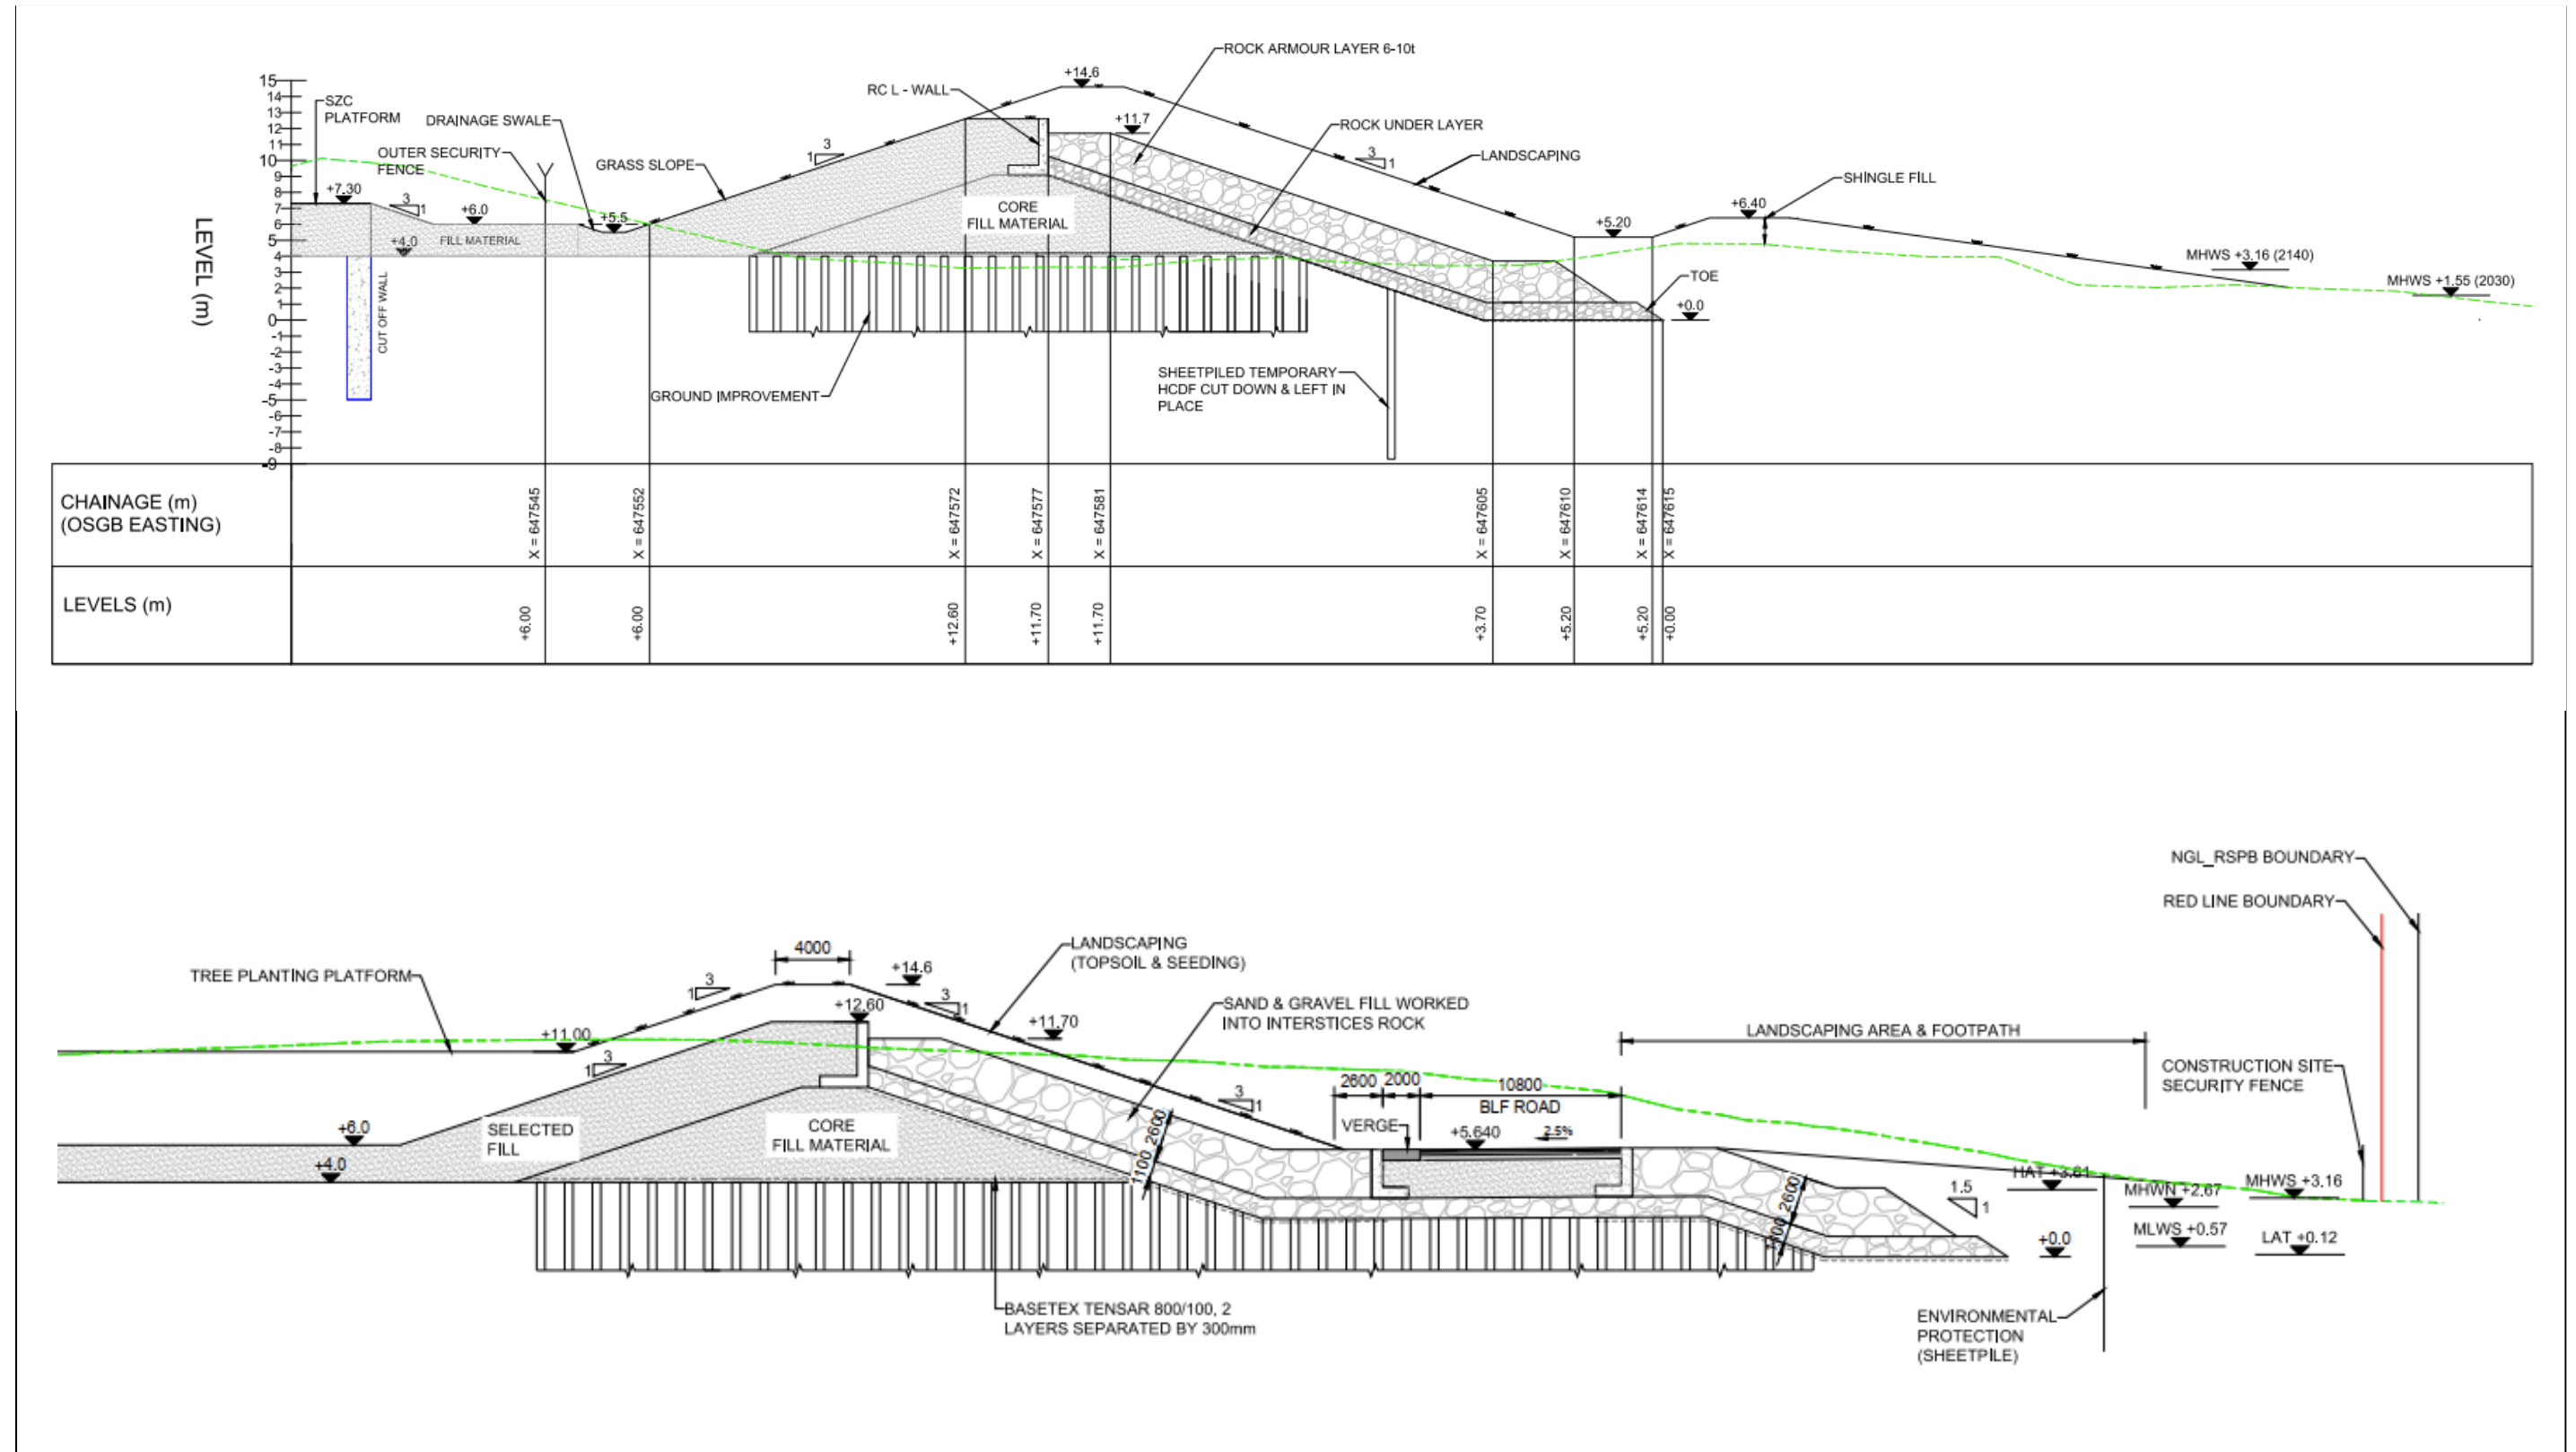 ROCK ARMOUR LAYER 6-10t
+14.6
RC L - WALL
+11.7
ROCK UNDER LAYER
SZC
PLATFORM
DRAINAGE SWALE
OUTER SECURITY
FENCE
GRASS SLOPE
3
1
3
1
LANDSCAPING
SHINGLE FILL
15
14
13
12
11
10
9
8
7
6
5
4
3
2
1
0
-1
-2
-3
-4
-5
-6
-7
-8
-9
LEVEL (m)
+7.30
3
1
+6.0
+5.5
+4.0
FILL MATERIAL
CORE
FILL MATERIAL
+5.20
+6.40
MHWS +3.16 (2140)
MHWS +1.55 (2030)
TOE
+0.0
CUT OFF WALL
GROUND IMPROVEMENT
SHEETPILED TEMPORARY
HCDF CUT DOWN & LEFT IN
PLACE
CHAINAGE (m)
(OSGB EASTING)
X = 647545
X = 647552
X = 647572
X = 647577
X = 647581
X = 647605
X = 647610
X = 647614
X = 647615
LEVELS (m)
+6.00
+6.00
+12.60
+11.70
+11.70
+3.70
+5.20
+5.20
+0.00
NGL_RSPB BOUNDARY
RED LINE BOUNDARY
4000
LANDSCAPING
(TOPSOIL & SEEDING)
TREE PLANTING PLATFORM
3
1
+14.6
3
1
+12.60
SAND & GRAVEL FILL WORKED
INTO INTERSTICES ROCK
+11.00
+11.70
LANDSCAPING AREA & FOOTPATH
3
1
CONSTRUCTION SITE
SECURITY FENCE
2600
2000
10800
BLF ROAD
3
1
VERGE
+5.640
2.5%
+6.0
SELECTED
FILL
CORE
FILL MATERIAL
1100
2600
+4.0
HAT +3.61
MHWN +2.67
MHWS +3.16
1.5
1
2600
MLWS +0.57
LAT +0.12
+0.0
BASETEX TENSAR 800/100, 2
LAYERS SEPARATED BY 300mm
ENVIRONMENTAL
PROTECTION
(SHEETPILE)